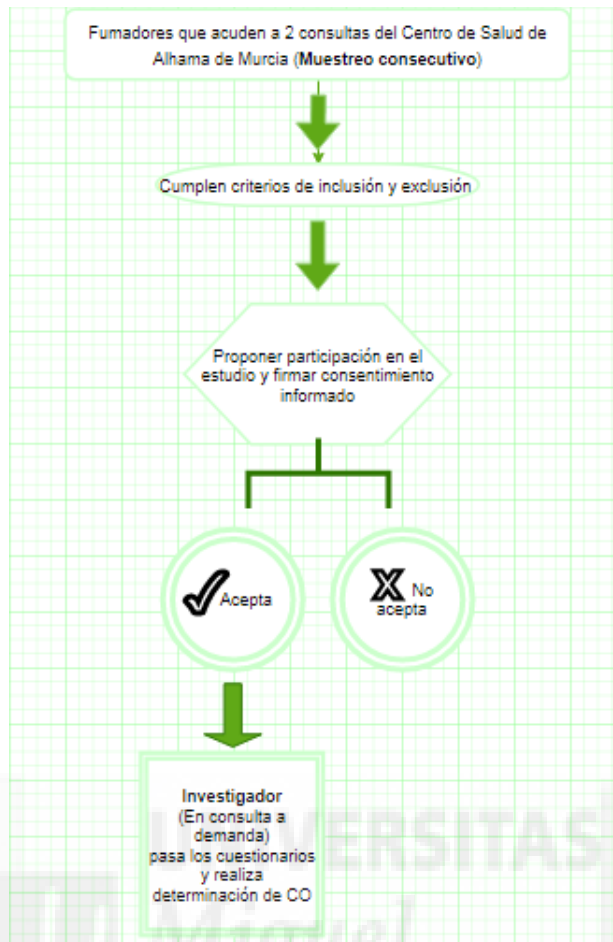 Fumadores que acuden a 2 consultas del Centro de Salud de
Alhama de Murcia (Muestreo consecutivo)
Cumplen criterios de inclusión y exclusión
Proponer participación en el
estudio y firmar consentimiento
informado
Acepta
No
acepta
Investigador
(En consulta a
demanda)
pasa los cuestionarios
y realiza
determinación de CO
UNIVERSITAS
Miguel